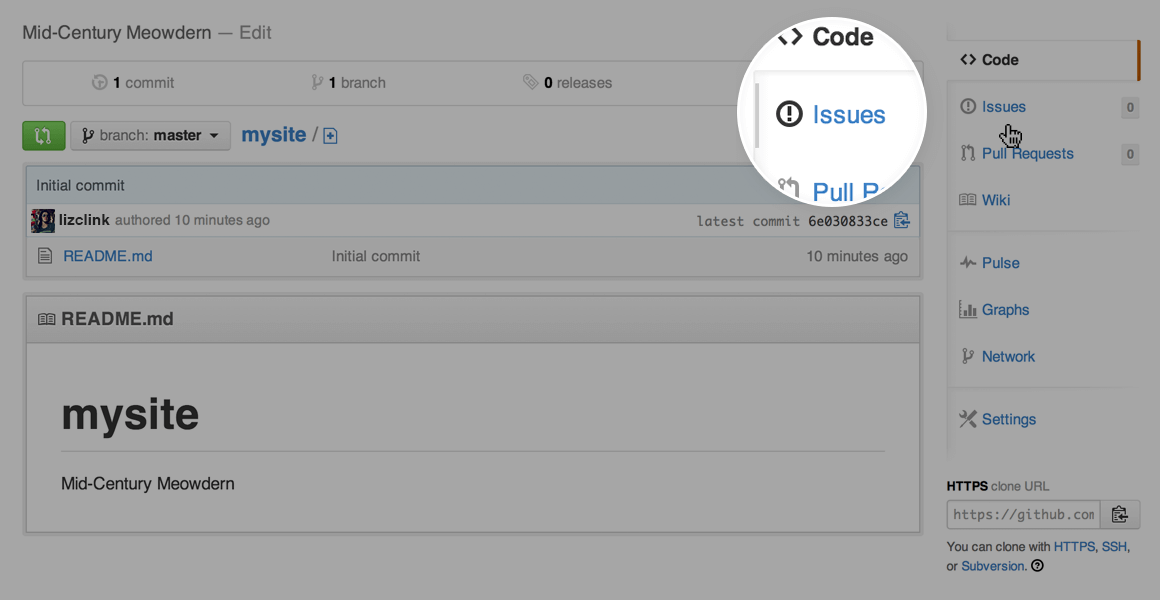 Mid-Century Meowdern — Edit
1 commit
1 branch
0 releases
branch: master
mysite /
Initial commit
lizclink authored 10 minutes ago
latest commit 6e030833ce
README.md
Initial commit
10 minutes ago
README.md
mysite
Mid-Century Meowdern
Code
Issues
Pull
Code
Issues 0
Pull Requests 0
Wiki
Pulse
Graphs
Network
Settings
HTTPS clone URL
https://github.com
You can clone with HTTPS, SSH,
or Subversion.